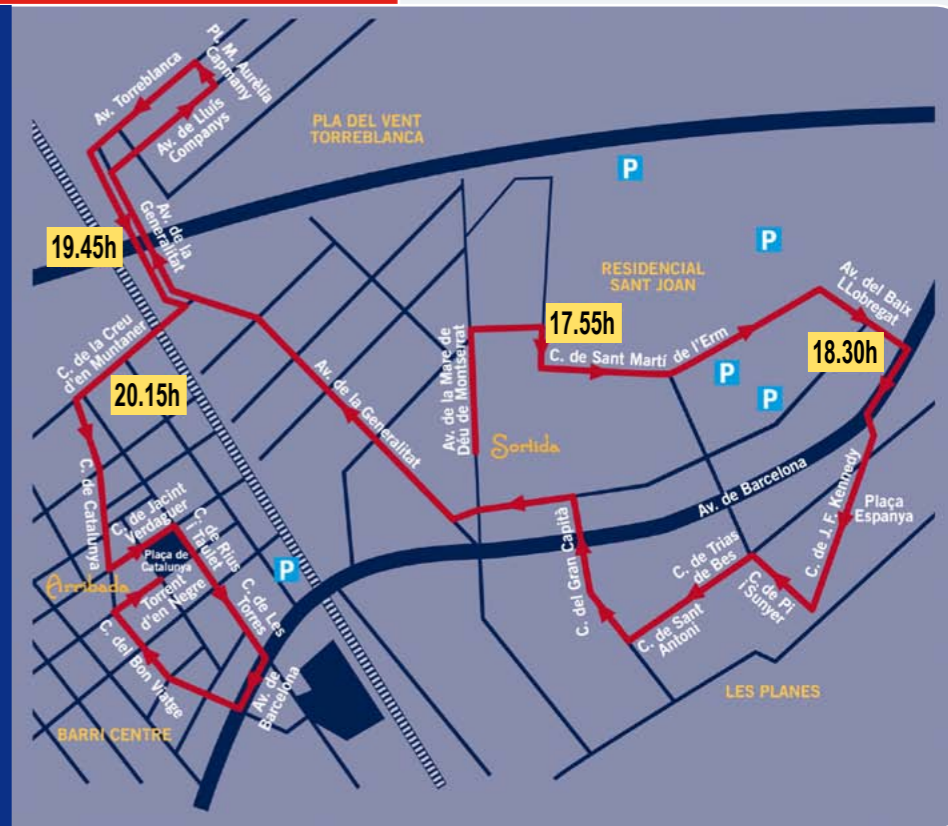 Av. Torreblanca
Pl. M. Aurèlia
Capmany
Av. de Lluís
Companys
PLA DEL VENT
TORREBLANCA
P
Av. de la
Generalitat
19.45h
P
RESIDENCIAL
SANT JOAN
Av. del Baix
LLobregat
17.55h
18.30h
C. de Sant Martí de l'Erm
P
P
C. de la Creu
d'en Muntaner
20.15h
Av. de la Generalitat
Av. de la Mare de
Déu de Montserrat
Sortida
Av. de Barcelona
C. de J. F. Kennedy
Plaça
Espanya
C. de Catalunya
C. de Jacint
Verdaguer
C. de Rius
i Taulet
Plaça de
Catalunya
P
C. del Gran Capità
C. de Trias
de Bes
C. de Pi
i Sunyer
Arribada
Torrent
d'en Negre
C. de Les
Torres
C. de Sant
Antoni
C. del Bon Viatge
Av. de
Barcelona
LES PLANES
BARRI CENTRE